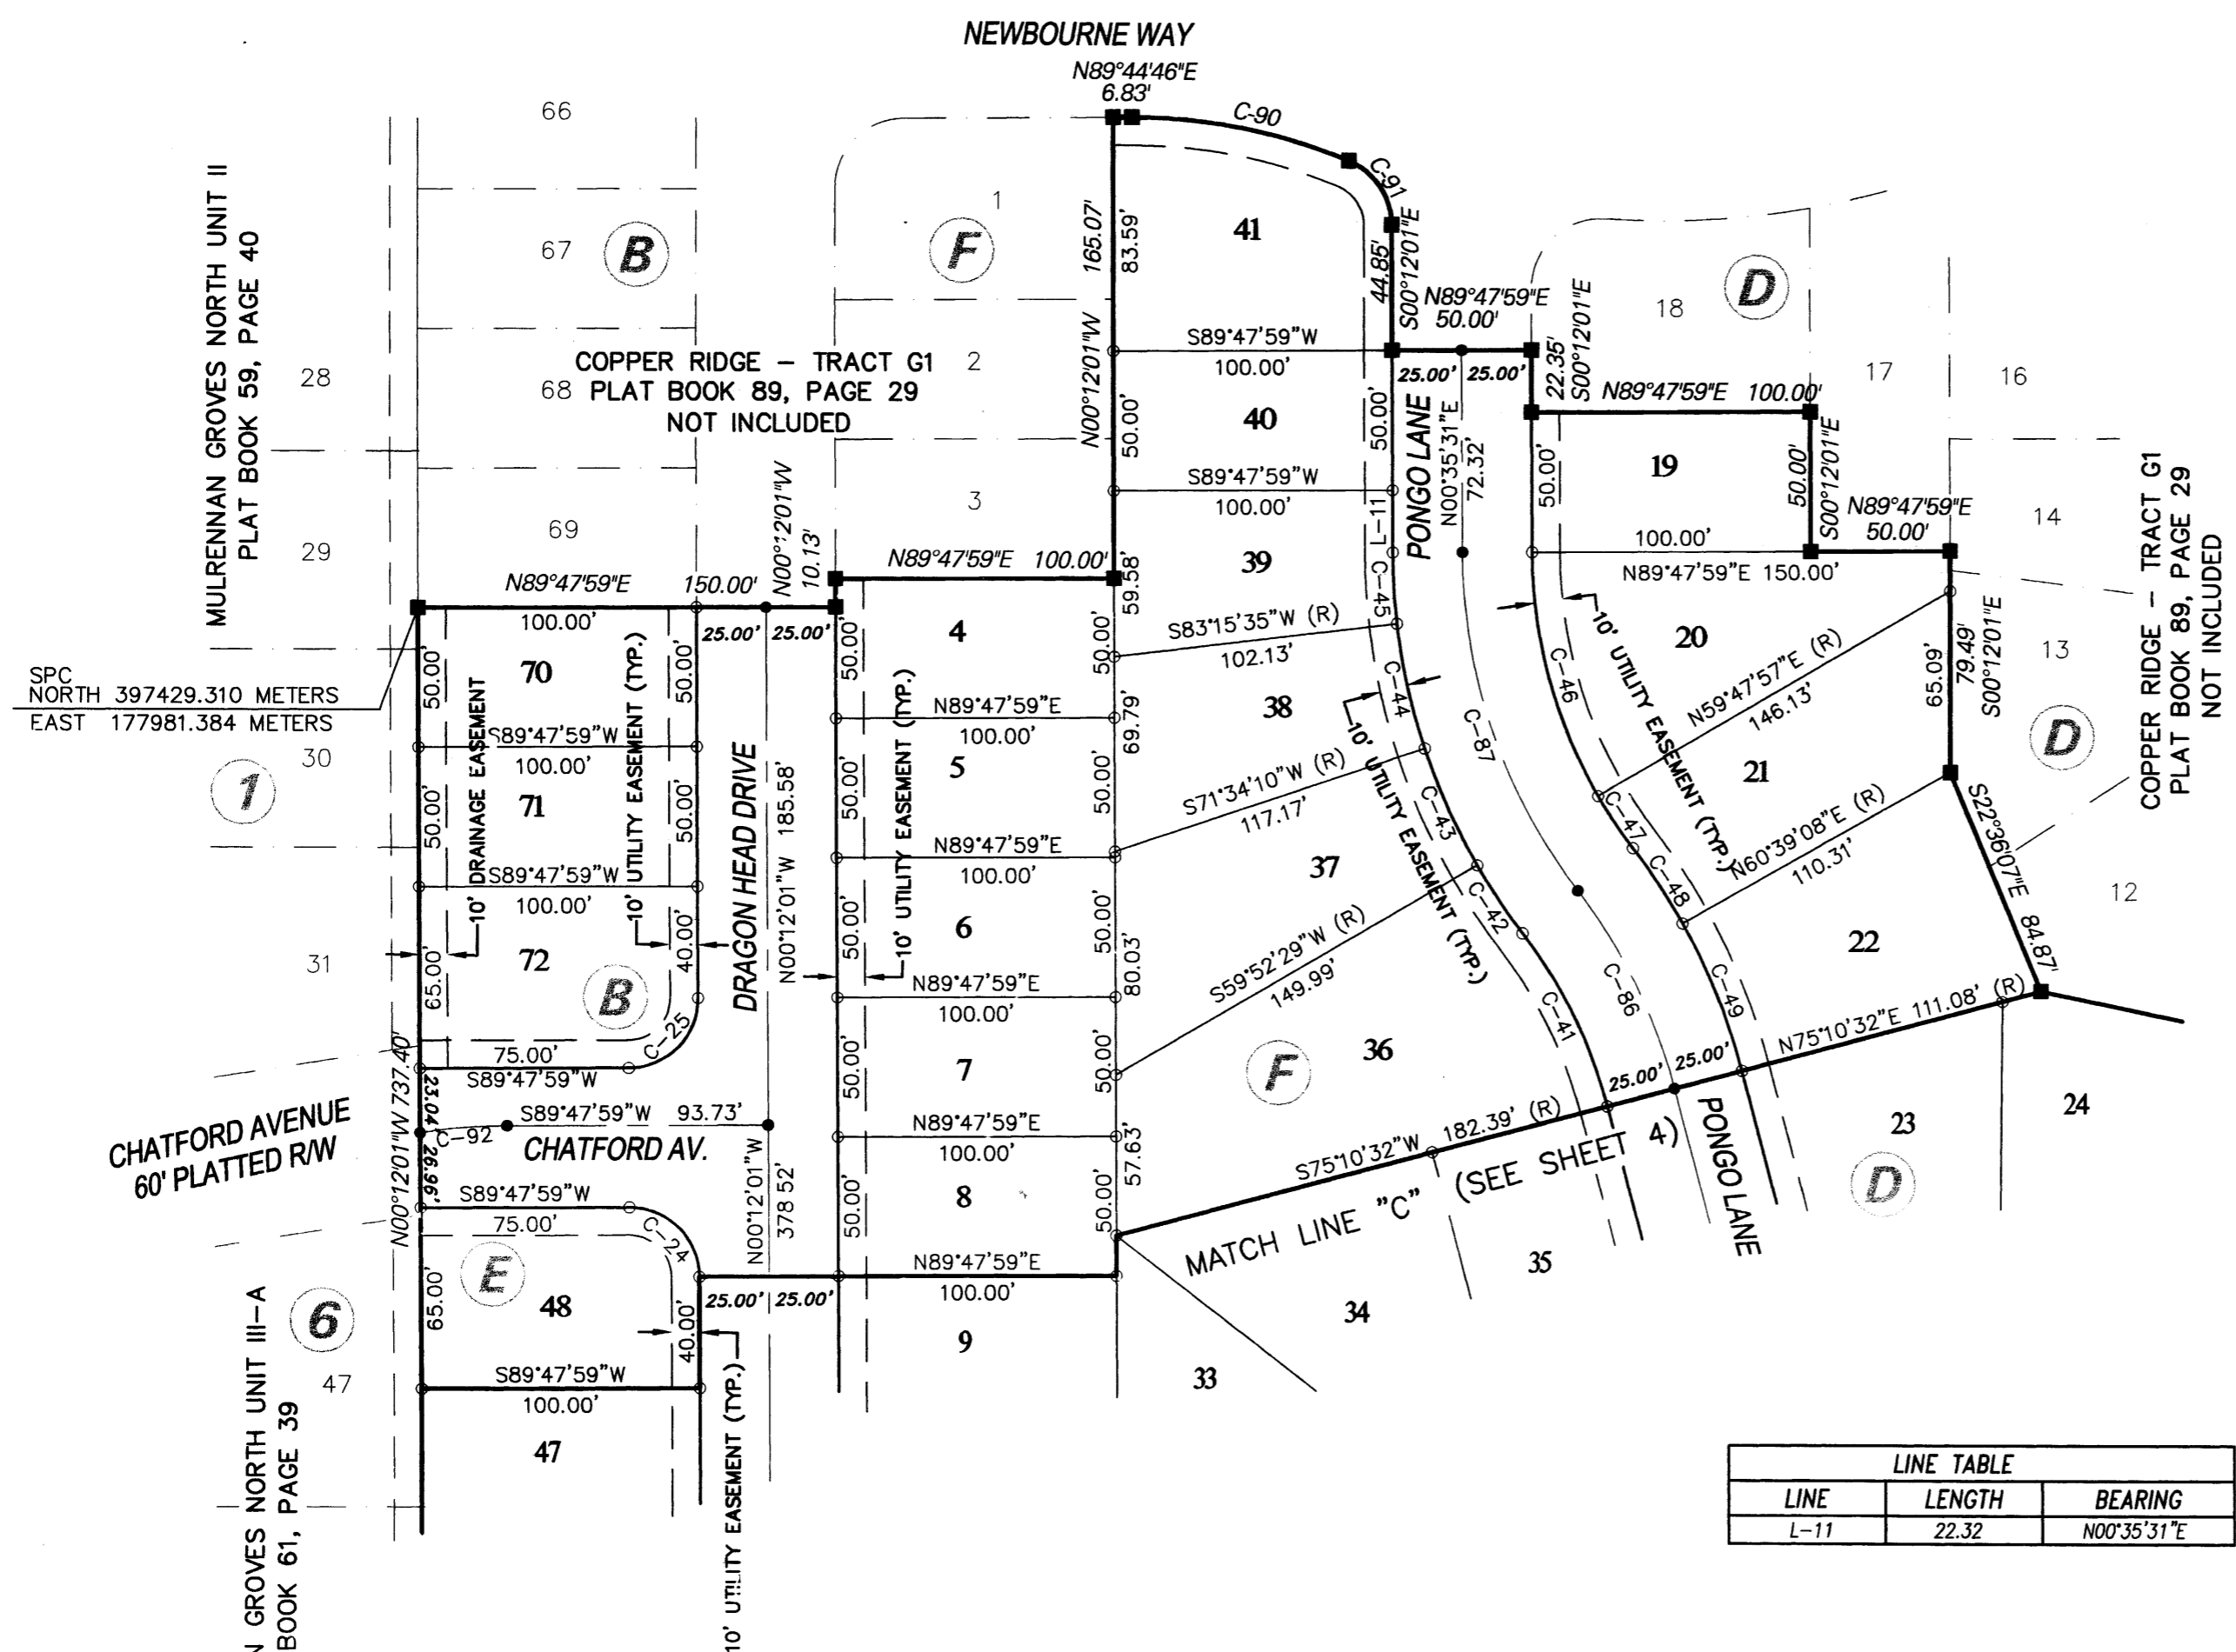 NEWBOURNE WAY
N89°44'46"E
6.83'
C-90
C-91
66
67
68
69
B
F
1
2
3
COPPER RIDGE – TRACT G1
PLAT BOOK 89, PAGE 29
NOT INCLUDED
MULRENNAN GROVES NORTH UNIT II
PLAT BOOK 59, PAGE 40
28
29
30
31
1
SPC
NORTH 397429.310 METERS
EAST 177981.384 METERS
N00°12'01"W
165.07'
83.59'
50.00'
59.58'
69.79'
80.03'
57.63'
41
44.85'
S00°12'01"E
S89°47'59"W
100.00'
40
50.00'
S89°47'59"W
100.00'
L-11
39
C-45
S83°15'35"W (R)
102.13'
38
C-44
S71°34'10"W (R)
117.17'
37
C-43
10' UTILITY EASEMENT (TYP.)
S59°52'29"W (R)
149.99'
C-42
C-41
36
F
N89°47'59"E
50.00'
25.00' 25.00'
PONGO LANE
N00°35'31"E
72.32'
C-87
C-86
22.35'
S00°12'01"E
18
D
17
16
14
13
12
D
N89°47'59"E 100.00'
19
50.00'
50.00'
S00°12'01"E
N89°47'59"E
50.00'
100.00'
N89°47'59"E 150.00'
10' UTILITY EASEMENT (TYP.)
20
C-46
N59°47'57"E (R)
146.13'
65.09'
79.49'
S00°12'01"E
21
C-47
C-48
N60°39'08"E (R)
110.31'
S22°36'07"E 84.87'
22
C-49
N75°10'32"E 111.08' (R)
25.00' 25.00'
S75°10'32"W 182.39' (R)
MATCH LINE "C" (SEE SHEET 4)
PONGO LANE
23
24
D
35
34
33
COPPER RIDGE – TRACT G1
PLAT BOOK 89, PAGE 29
NOT INCLUDED
N89°47'59"E 150.00'
100.00'
25.00' 25.00'
N00°12'01"W
10.13'
N89°47'59"E 100.00'
70
50.00'
50.00'
S89°47'59"W
100.00'
71
50.00'
50.00'
S89°47'59"W
100.00'
72
65.00'
40.00'
10' DRAINAGE EASEMENT
10' UTILITY EASEMENT (TYP.)
B
C-25
75.00'
S89°47'59"W
DRAGON HEAD DRIVE
N00°12'01"W 185.58'
10' UTILITY EASEMENT (TYP.)
4
50.00'
50.00'
N89°47'59"E
100.00'
5
50.00'
50.00'
N89°47'59"E
100.00'
6
50.00'
50.00'
N89°47'59"E
100.00'
7
50.00'
50.00'
N89°47'59"E
100.00'
8
50.00'
50.00'
N89°47'59"E
100.00'
9
CHATFORD AVENUE
60' PLATTED R/W
N00°12'01"W 737.40'
23.04
26.96'
C-92
S89°47'59"W 93.73'
CHATFORD AV.
S89°47'59"W
75.00'
C-24
N00°12'01"W
378 52'
25.00' 25.00'
65.00'
E
48
40.00'
S89°47'59"W
100.00'
47
10' UTILITY EASEMENT (TYP.)
6
47
N GROVES NORTH UNIT III–A
BOOK 61, PAGE 39
LINE TABLE
LINE LENGTH BEARING
L-11 22.32 N00°35'31"E